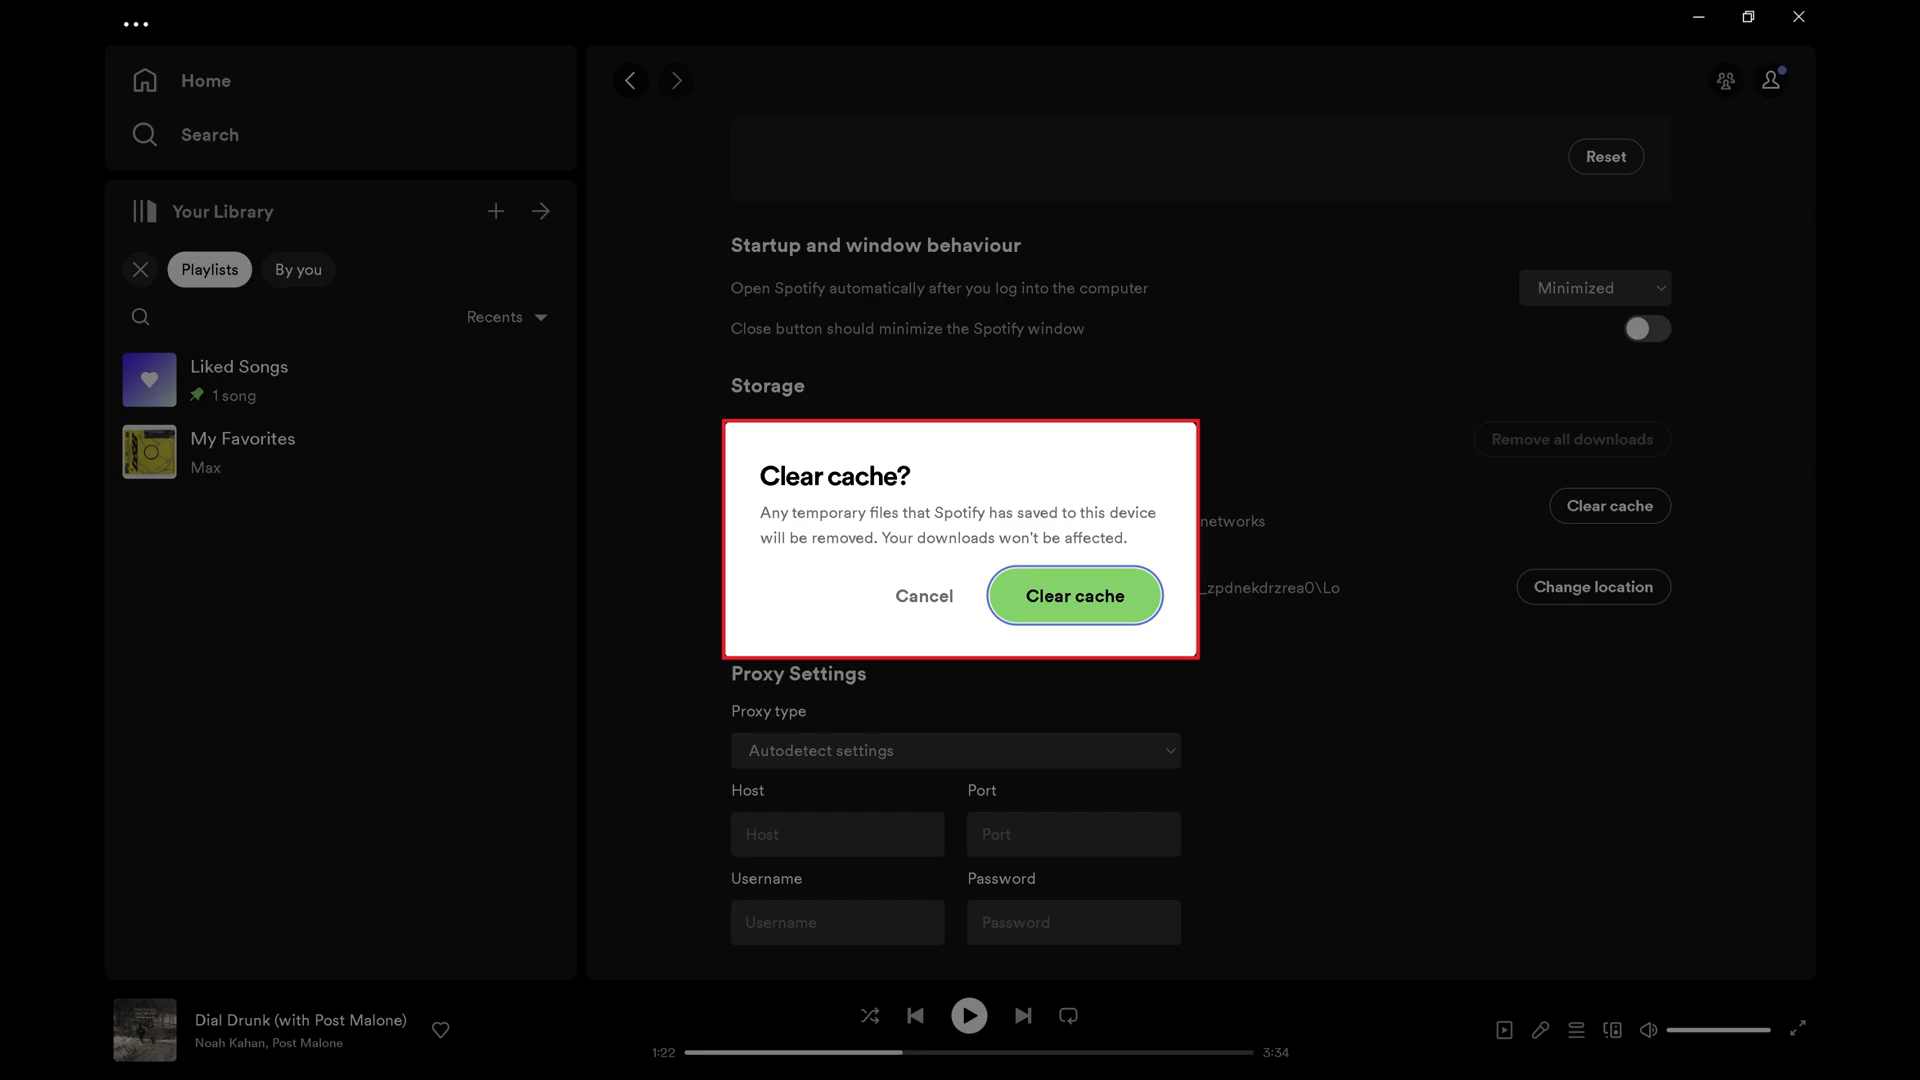 Home
Search
Your Library
Playlists
By you
Recents
Liked Songs
1 song
My Favorites
Max
Reset
Startup and window behaviour
Open Spotify automatically after you log into the computer
Minimized
Close button should minimize the Spotify window
Storage
Remove all downloads
Clear cache?
Any temporary files that Spotify has saved to this device
will be removed. Your downloads won't be affected.
Cancel
Clear cache
networks
Clear cache
_zpdnekdrzrea0\Lo
Change location
Proxy Settings
Proxy type
Autodetect settings
Host
Port
Host
Port
Username
Password
Username
Password
Dial Drunk (with Post Malone)
Noah Kahan, Post Malone
1:22
3:34